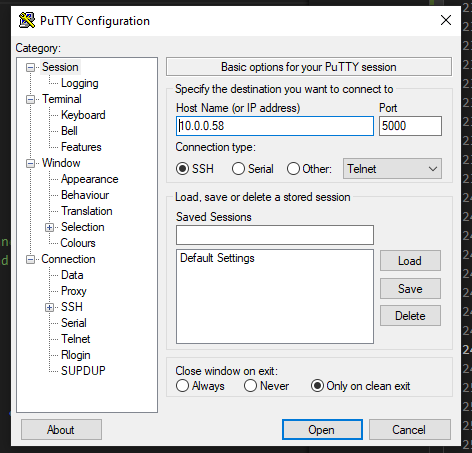 PuTTY Configuration
Category:
Session
Logging
Terminal
Keyboard
Bell
Features
Window
Appearance
Behaviour
Translation
Selection
Colours
Connection
Data
Proxy
SSH
Serial
Telnet
Rlogin
SUPDUP
Basic options for your PuTTY session
Specify the destination you want to connect to
Host Name (or IP address) Port
10.0.0.58 5000
Connection type:
SSH Serial Other: Telnet
Load, save or delete a stored session
Saved Sessions
Default Settings
Load
Save
Delete
Close window on exit:
Always Never Only on clean exit
About Open Cancel